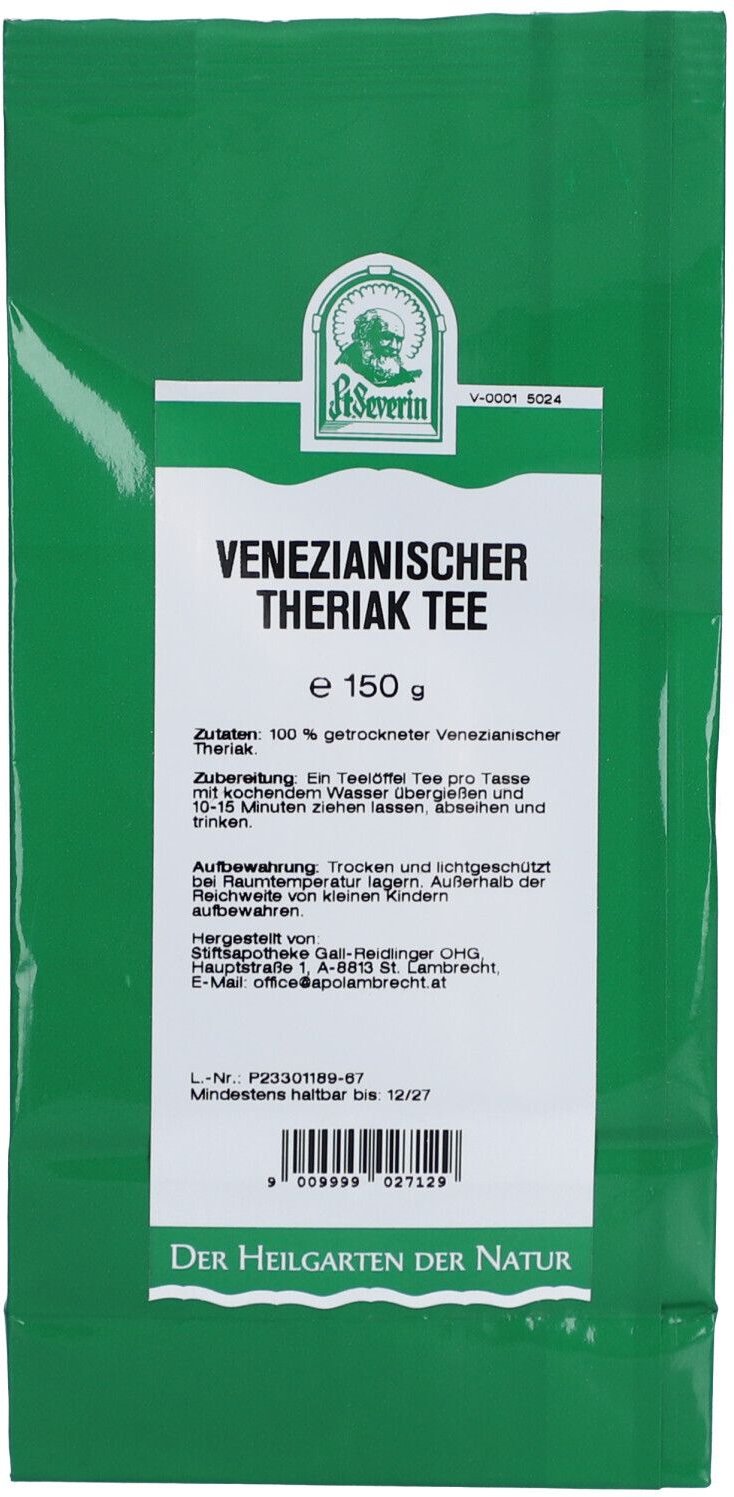 St.Severin
V-0001 5024
VENEZIANISCHER
THERIAK TEE
℮ 150 g
Zutaten: 100 % getrockneter Venezianischer
Theriak.
Zubereitung: Ein Teelöffel Tee pro Tasse
mit kochendem Wasser übergießen und
10-15 Minuten ziehen lassen, abseihen und
trinken.
Aufbewahrung: Trocken und lichtgeschützt
bei Raumtemperatur lagern. Außerhalb der
Reichweite von kleinen Kindern
aufbewahren.
Hergestellt von:
Stiftsapotheke Gall-Reidlinger OHG,
Hauptstraße 1, A-8813 St. Lambrecht,
E-Mail: office@apolambrecht.at
L.-Nr.: P23301189-67
Mindestens haltbar bis: 12/27
9 009999 027129
DER HEILGARTEN DER NATUR